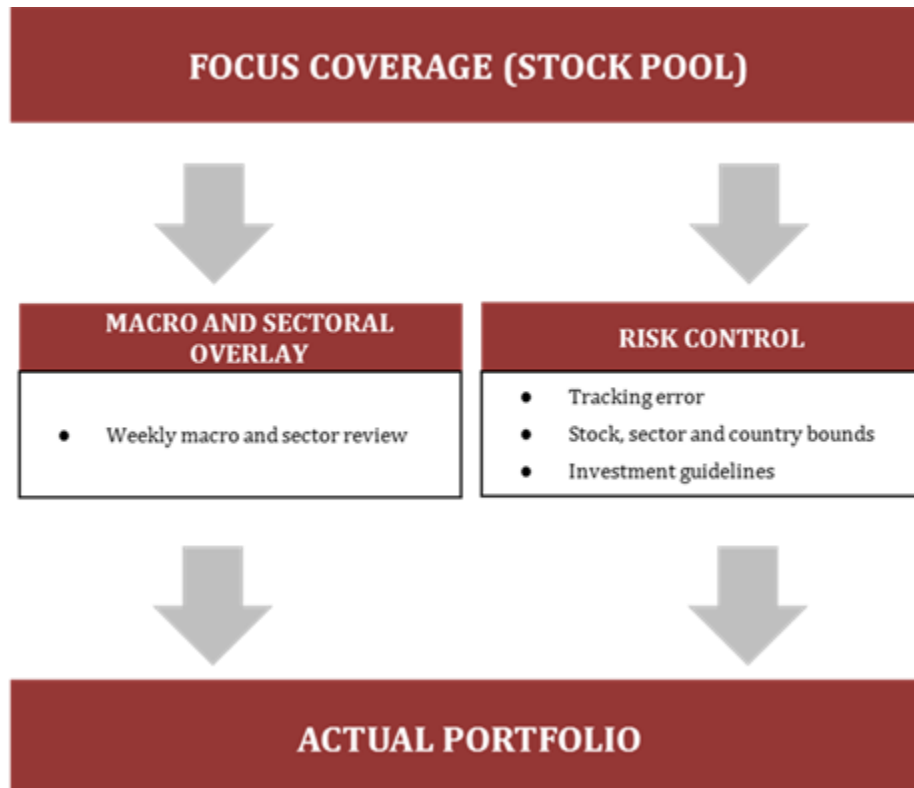 FOCUS COVERAGE (STOCK POOL)
MACRO AND SECTORAL
OVERLAY
● Weekly macro and sector review
RISK CONTROL
● Tracking error
● Stock, sector and country bounds
● Investment guidelines
ACTUAL PORTFOLIO